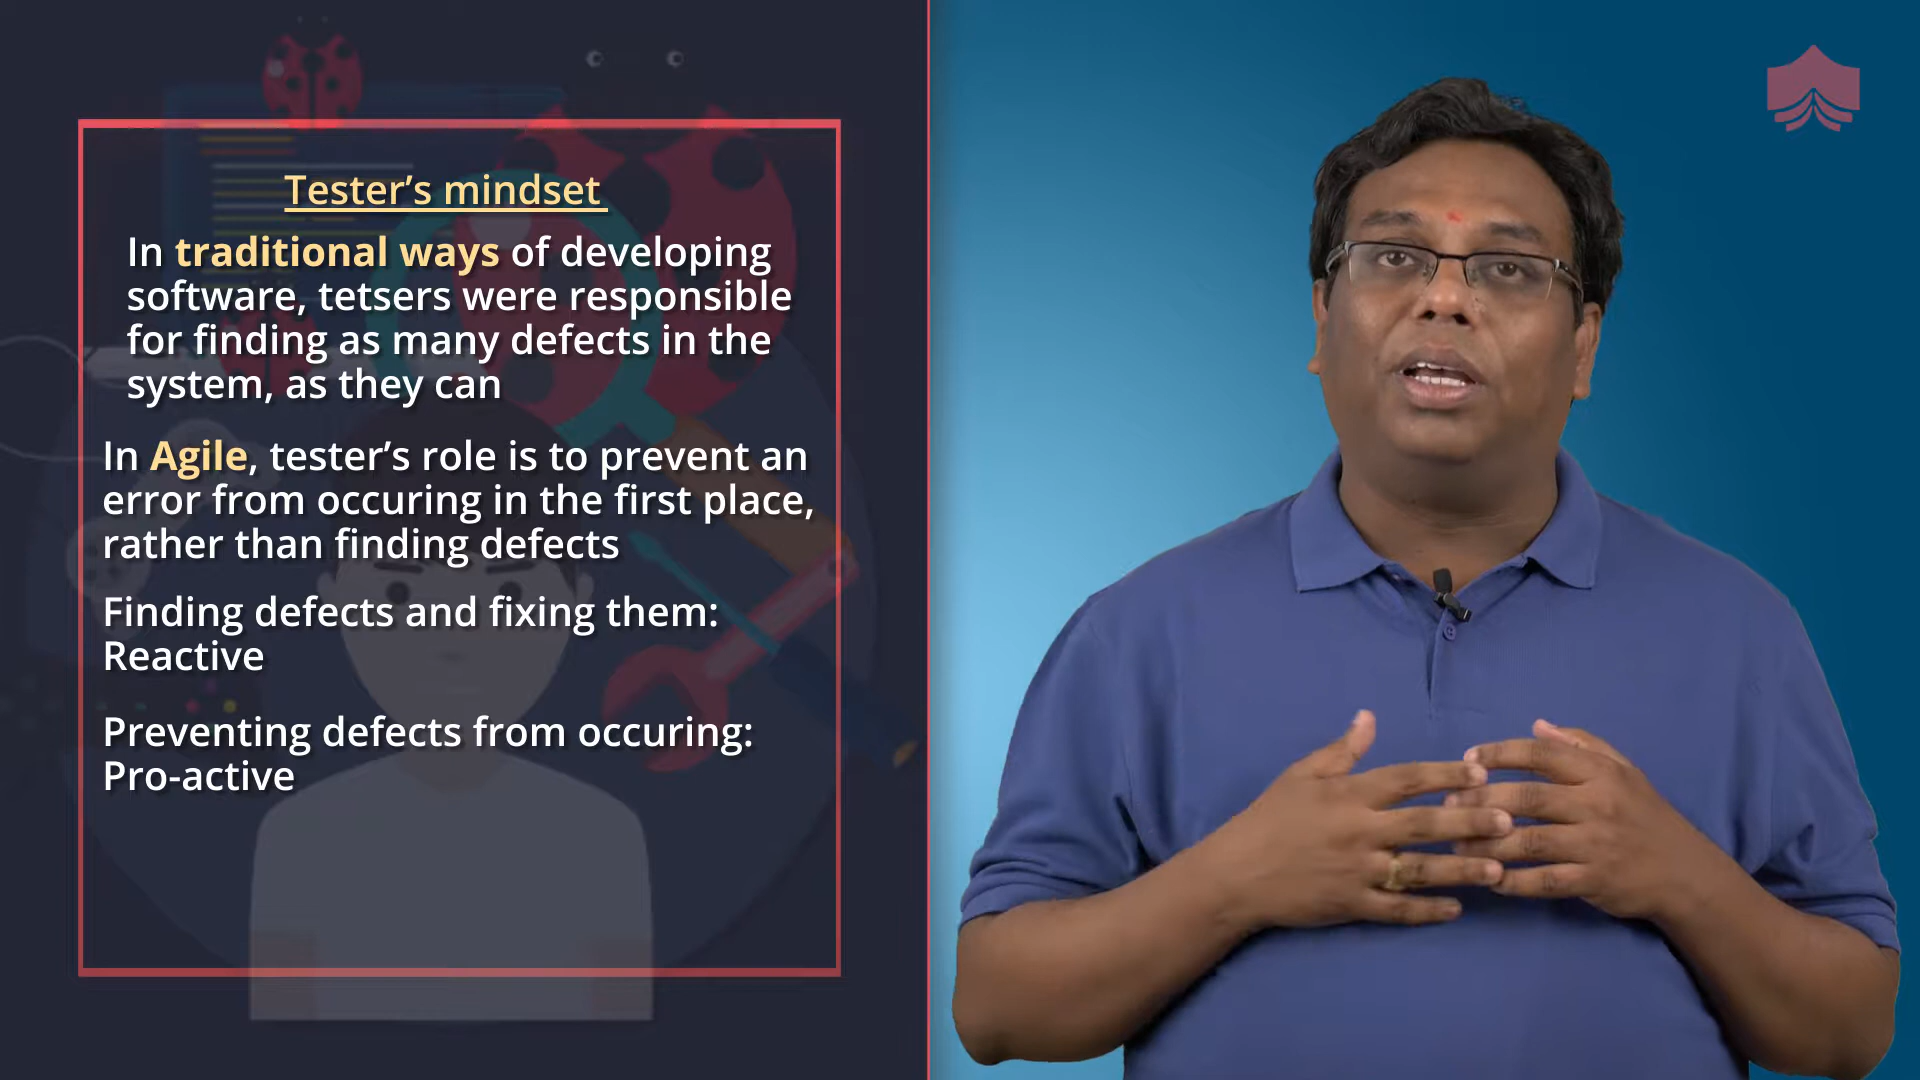 Tester’s mindset
In traditional ways of developing
software, tetsers were responsible
for finding as many defects in the
system, as they can
In Agile, tester’s role is to prevent an
error from occuring in the first place,
rather than finding defects
Finding defects and fixing them:
Reactive
Preventing defects from occuring:
Pro-active